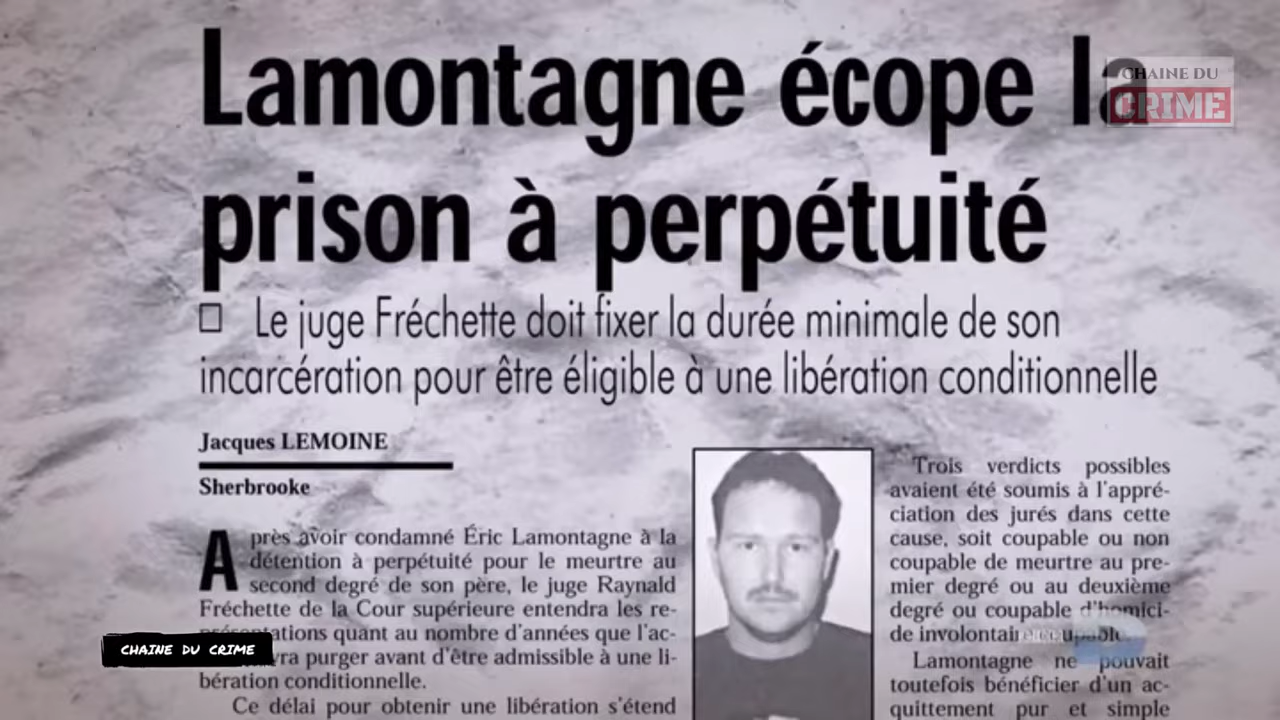 Lamontagne écope la
prison à perpétuité
Le juge Fréchette doit fixer la durée minimale de son
incarcération pour être éligible à une libération conditionnelle
Jacques LEMOINE
Sherbrooke
Après avoir condamné Éric Lamontagne à la
détention à perpétuité pour le meurtre au
second degré de son père, le juge Raynald
Fréchette de la Cour supérieure entendra les re-
quant au nombre d'années que l'ac-
purger avant d'être admissible à une li-
bération conditionnelle.
Ce délai pour obtenir une libération s'étend
Trois verdicts possibles
avaient été soumis à l'appré-
ciation des jurés dans cette
cause, soit coupable ou non
coupable de meurtre au pre-
mier degré ou au deuxième
degré ou coupable d'homici-
de
Lamontagne ne pouvait
toutefois bénéficier d'un ac-
quittement pur et simple
CHAINE DU
CRIME
CHAINE DU CRIME